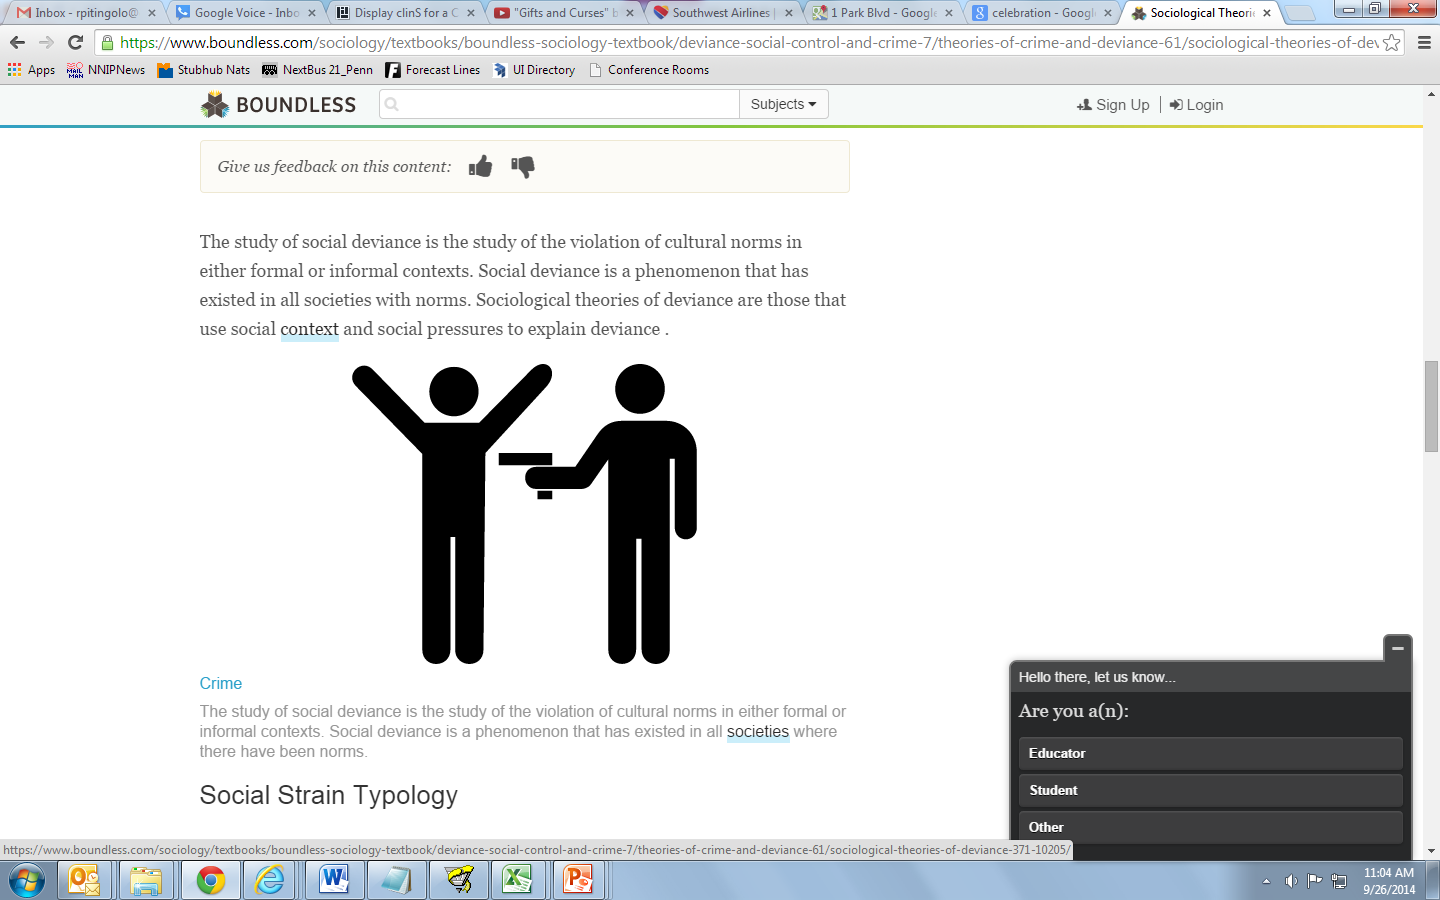 Inbox - rpitingolo@
Google Voice - Inbo
Display clinS for a C
"Gifts and Curses" b
Southwest Airlines |
1 Park Blvd - Google
celebration - Google
Sociological Theorie
https://www.boundless.com/sociology/textbooks/boundless-sociology-textbook/deviance-social-control-and-crime-7/theories-of-crime-and-deviance-61/sociological-theories-of-dev
Apps
MAIL MAN
NNIPNews
Stubhub Nats
NextBus 21_Penn
Forecast Lines
UI Directory
Conference Rooms
BOUNDLESS
Subjects
Sign Up
Login
Give us feedback on this content:
The study of social deviance is the study of the violation of cultural norms in
either formal or informal contexts. Social deviance is a phenomenon that has
existed in all societies with norms. Sociological theories of deviance are those that
use social context and social pressures to explain deviance .
Crime
The study of social deviance is the study of the violation of cultural norms in either formal or
informal contexts. Social deviance is a phenomenon that has existed in all societies where
there have been norms.
Social Strain Typology
Hello there, let us know...
Are you a(n):
Educator
Student
Other
https://www.boundless.com/sociology/textbooks/boundless-sociology-textbook/deviance-social-control-and-crime-7/theories-of-crime-and-deviance-61/sociological-theories-of-deviance-371-10205/
11:04 AM
9/26/2014